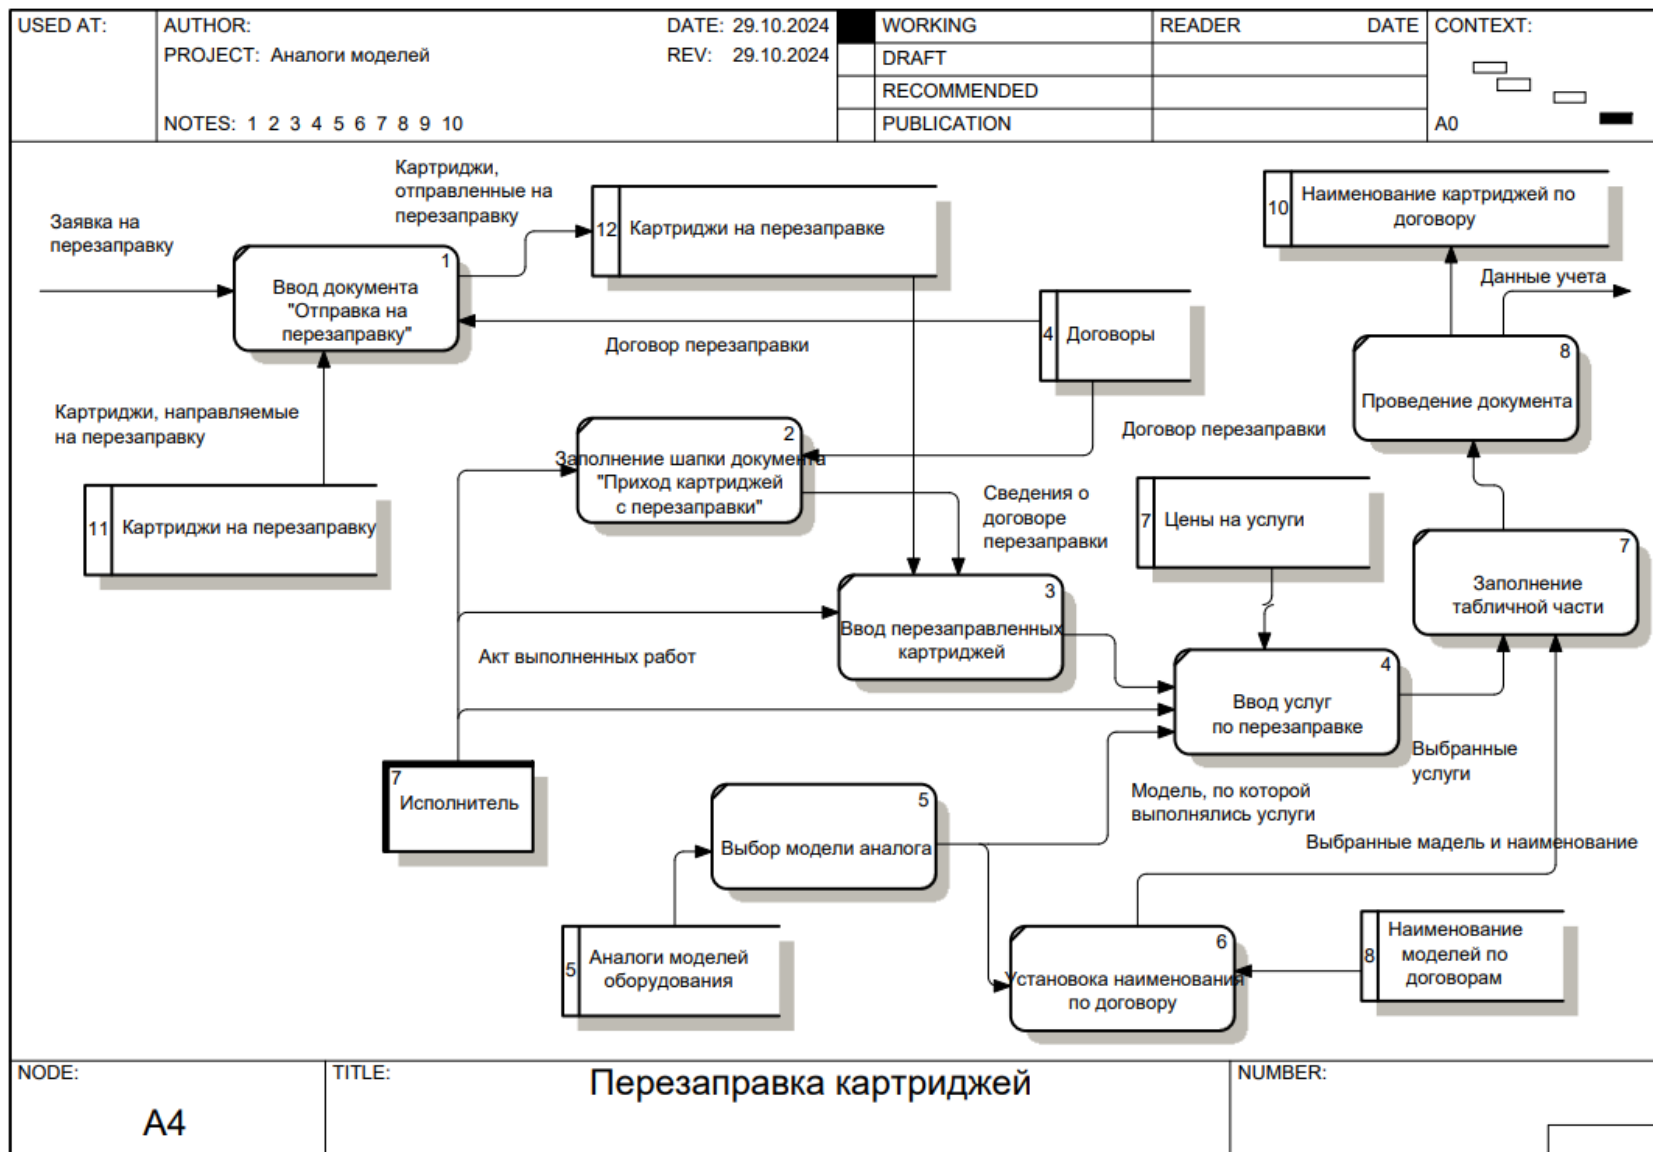 USED AT:
AUTHOR:
DATE: 29.10.2024
PROJECT: Аналоги моделей
REV: 29.10.2024
NOTES: 1 2 3 4 5 6 7 8 9 10
WORKING
DRAFT
RECOMMENDED
PUBLICATION
READER DATE
CONTEXT:
A0
Заявка на
перезаправку
Картриджи,
отправленные на
перезаправку
12
Картриджи на перезаправке
10
Наименование картриджей по
договору
1
Ввод документа
"Отправка на
перезаправку"
Данные учета
4
Договоры
Договор перезаправки
8
Проведение документа
Картриджи, направляемые
на перезаправку
2
Заполнение шапки документа
"Приход картриджей
с перезаправки"
Договор перезаправки
11
Картриджи на перезаправку
Сведения о
договоре
перезаправки
7
Цены на услуги
7
Заполнение
табличной части
3
Ввод перезаправленных
картриджей
Акт выполненных работ
4
Ввод услуг
по перезаправке
Выбранные
услуги
7
Исполнитель
5
Выбор модели аналога
Модель, по которой
выполнялись услуги
Выбранные мадель и наименование
5
Аналоги моделей
оборудования
6
Установока наименования
по договору
8
Наименование
моделей по
договорам
NODE:
A4
TITLE:
Перезаправка картриджей
NUMBER: